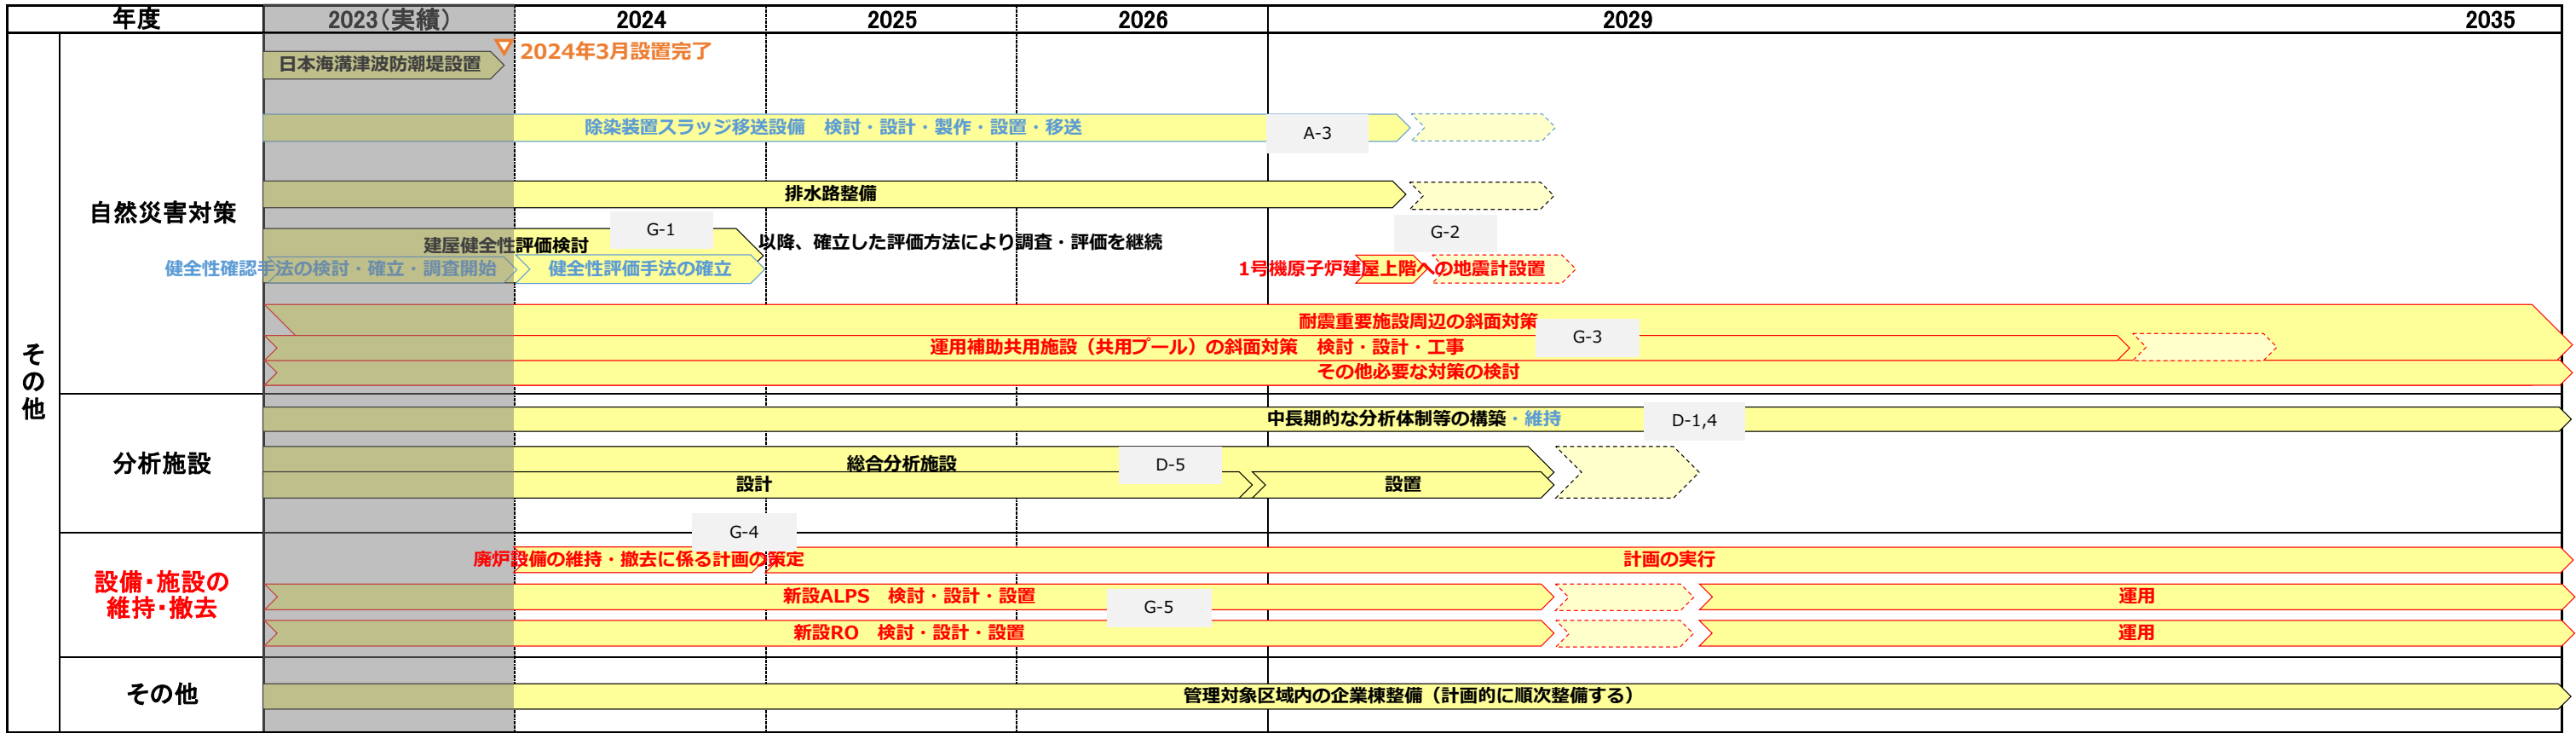 年度
2023(実績)
2024
2025
2026
2029
2035
その他
自然災害対策
2024年3月設置完了
日本海溝津波防潮堤設置
除染装置スラッジ移送設備　検討・設計・製作・設置・移送
A-3
排水路整備
G-1
建屋健全性評価検討
以降、確立した評価方法により調査・評価を継続
G-2
健全性確認手法の検討・確立・調査開始
健全性評価手法の確立
1号機原子炉建屋上階への地震計設置
耐震重要施設周辺の斜面対策
G-3
運用補助共用施設（共用プール）の斜面対策　検討・設計・工事
その他必要な対策の検討
分析施設
中長期的な分析体制等の構築・維持
D-1,4
総合分析施設
D-5
設計
設置
設備・施設の
維持・撤去
G-4
廃炉設備の維持・撤去に係る計画の策定
計画の実行
新設ALPS　検討・設計・設置
運用
G-5
新設RO　検討・設計・設置
運用
その他
管理対象区域内の企業棟整備（計画的に順次整備する）